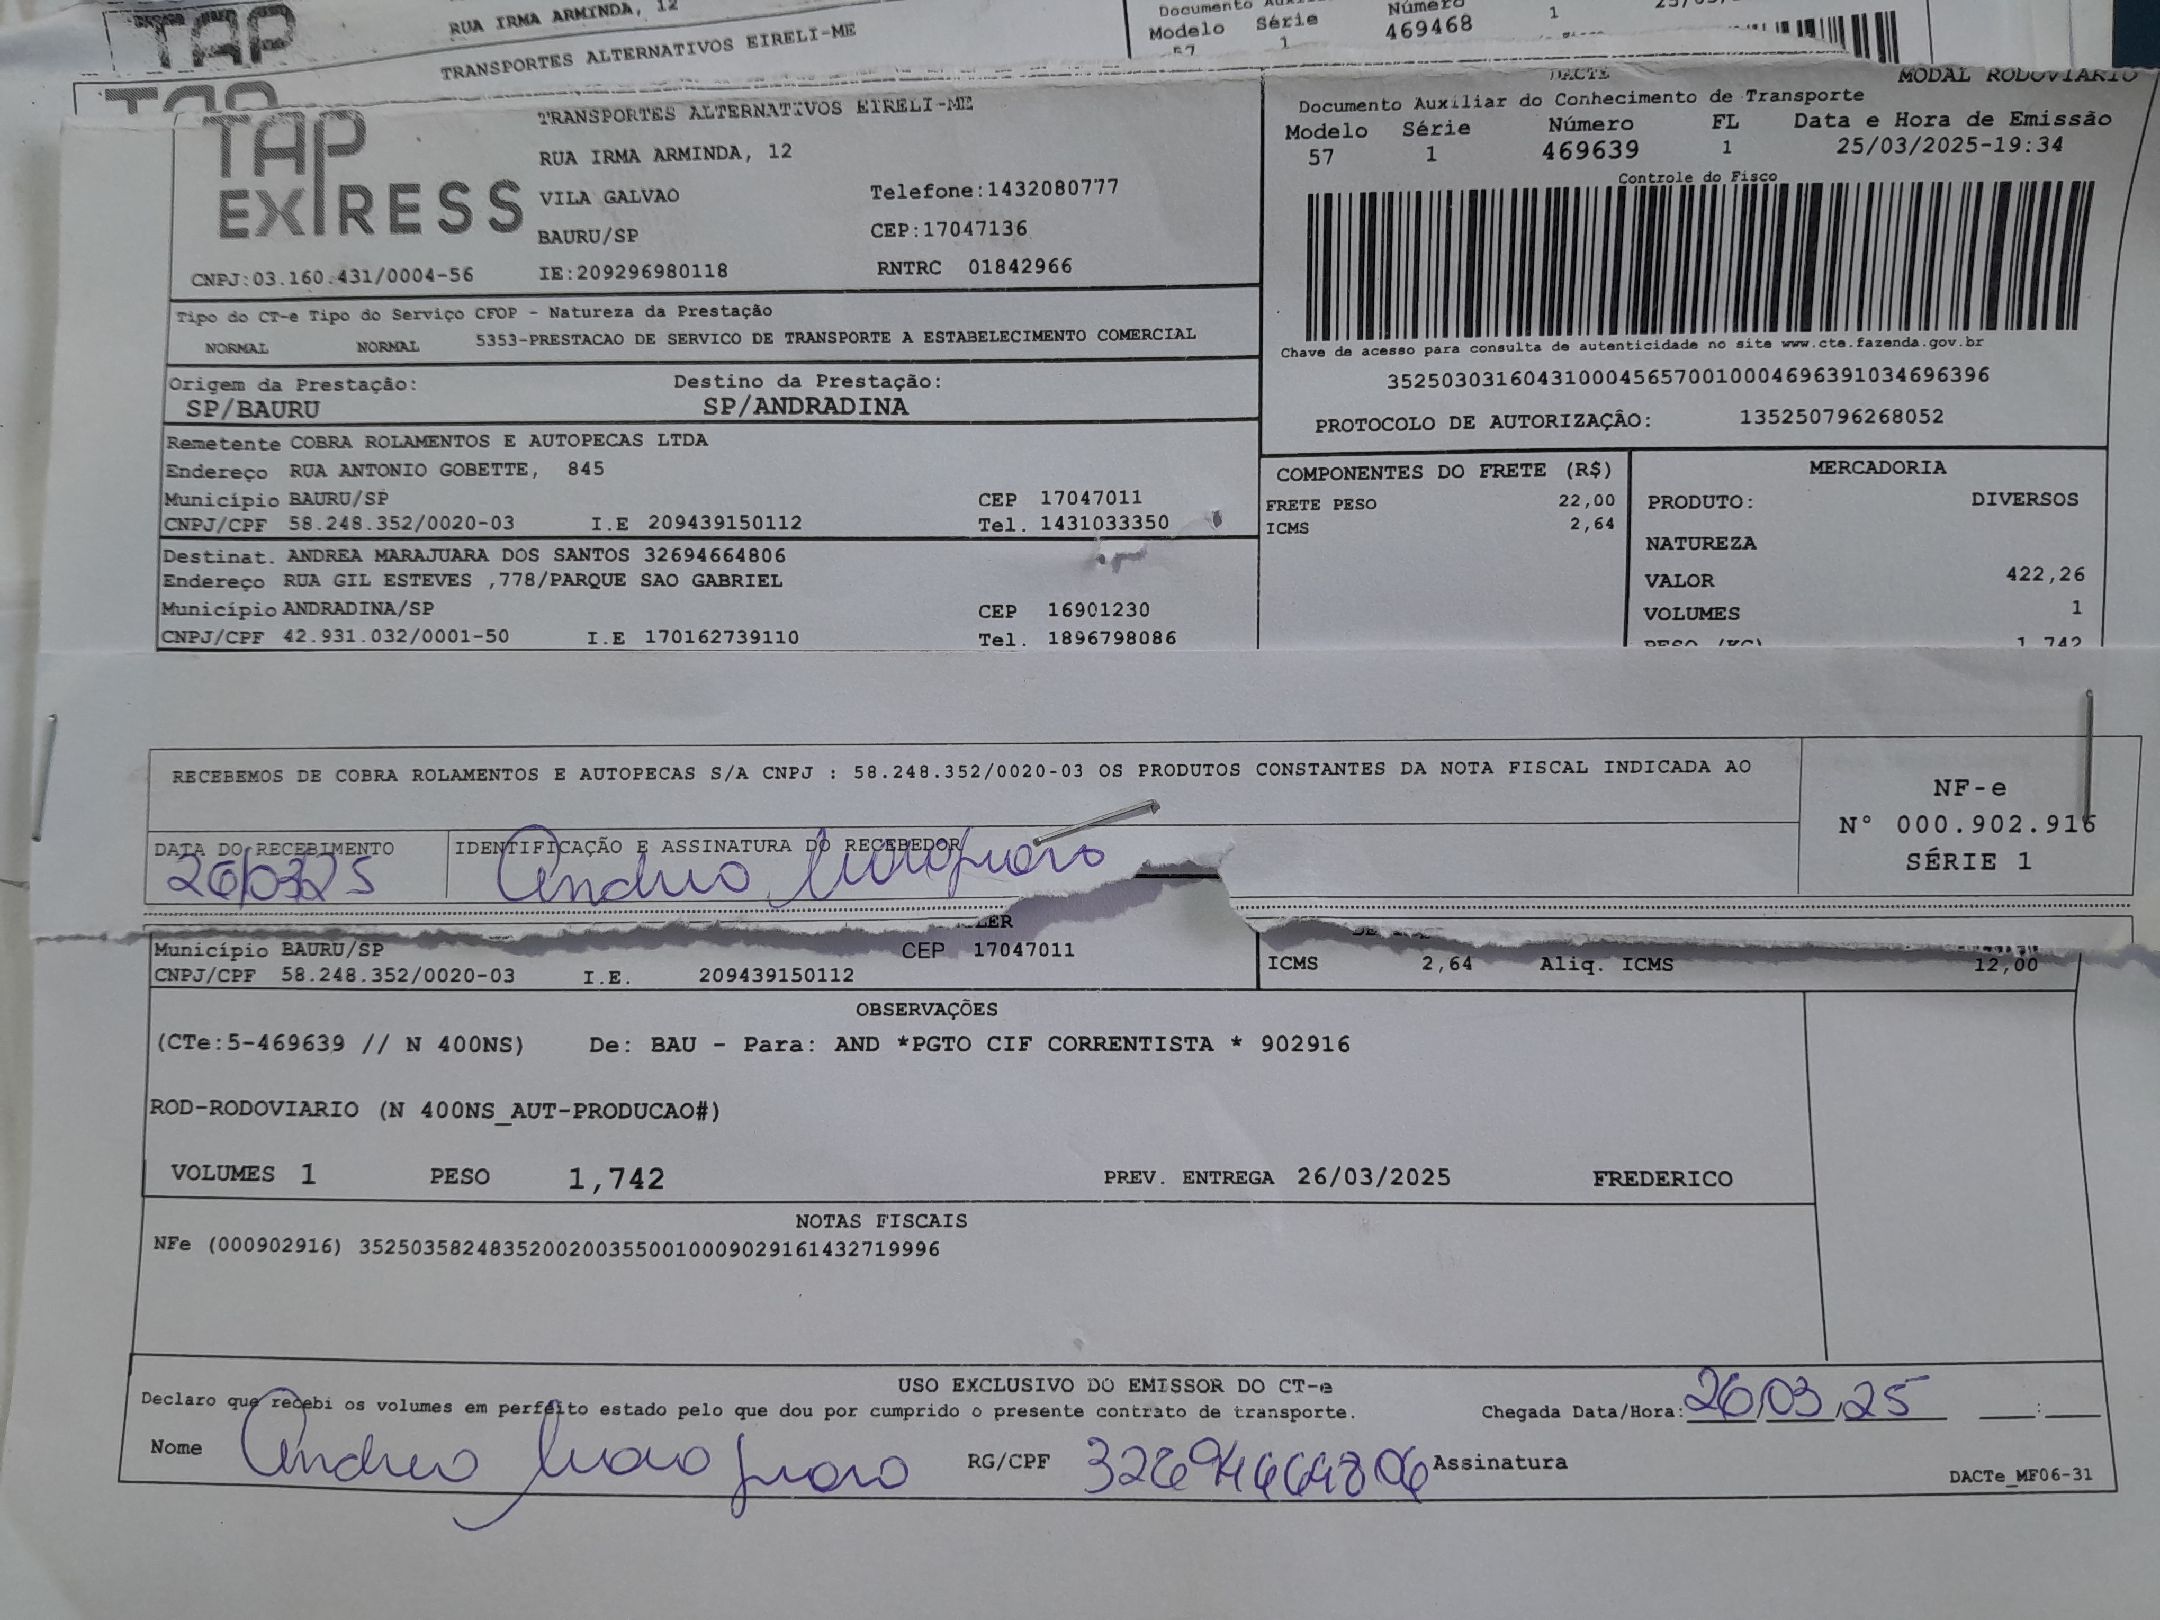 TAP
RUA IRMA ARMINDA, 12
TRANSPORTES ALTERNATIVOS EIRELI-ME
Modelo Série Número
57 1 469468 1
TAP EXPRESS
TRANSPORTES ALTERNATIVOS EIRELI-ME
RUA IRMA ARMINDA, 12
VILA GALVAO Telefone:1432080777
BAURU/SP CEP:17047136
CNPJ:03.160.431/0004-56 IE:209296980118 RNTRC 01842966
DACTE MODAL RODOVIARIO
Documento Auxiliar do Conhecimento de Transporte
Modelo Série Número FL Data e Hora de Emissão
57 1 469639 1 25/03/2025-19:34
Controle do Fisco
Chave de acesso para consulta de autenticidade no site www.cte.fazenda.gov.br
35250303160431000456570010004696391034696396
PROTOCOLO DE AUTORIZAÇÂO: 135250796268052
Tipo do CT-e Tipo do Serviço CFOP - Natureza da Prestação
NORMAL NORMAL 5353-PRESTACAO DE SERVICO DE TRANSPORTE A ESTABELECIMENTO COMERCIAL
Origem da Prestação: Destino da Prestação:
SP/BAURU SP/ANDRADINA
Remetente COBRA ROLAMENTOS E AUTOPECAS LTDA
Endereço RUA ANTONIO GOBETTE, 845
Município BAURU/SP CEP 17047011
CNPJ/CPF 58.248.352/0020-03 I.E 209439150112 Tel. 1431033350
Destinat. ANDREA MARAJUARA DOS SANTOS 32694664806
Endereço RUA GIL ESTEVES ,778/PARQUE SAO GABRIEL
Município ANDRADINA/SP CEP 16901230
CNPJ/CPF 42.931.032/0001-50 I.E 170162739110 Tel. 1896798086
COMPONENTES DO FRETE (R$)
FRETE PESO 22,00
ICMS 2,64
MERCADORIA
PRODUTO: DIVERSOS
NATUREZA
VALOR 422,26
VOLUMES 1
PESO (KG) 1,742
RECEBEMOS DE COBRA ROLAMENTOS E AUTOPECAS S/A CNPJ : 58.248.352/0020-03 OS PRODUTOS CONSTANTES DA NOTA FISCAL INDICADA AO
NF-e
N° 000.902.916
SÉRIE 1
DATA DO RECEBIMENTO IDENTIFICAÇÃO E ASSINATURA DO RECEBEDOR
26/03/25 Andrea Marajuara
Município BAURU/SP CEP 17047011
CNPJ/CPF 58.248.352/0020-03 I.E. 209439150112
ICMS 2,64 Aliq. ICMS 12,00
OBSERVAÇÕES
(CTe:5-469639 // N 400NS) De: BAU - Para: AND *PGTO CIF CORRENTISTA * 902916
ROD-RODOVIARIO (N 400NS_AUT-PRODUCAO#)
VOLUMES 1 PESO 1,742 PREV. ENTREGA 26/03/2025 FREDERICO
NOTAS FISCAIS
NFe (000902916) 35250358248352002003550010009029161432719996
USO EXCLUSIVO DO EMISSOR DO CT-e
Declaro que recebi os volumes em perfeito estado pelo que dou por cumprido o presente contrato de transporte. Chegada Data/Hora: 26/03/25 __:__
Nome Andrea Marajuara RG/CPF 32694664806 Assinatura
DACTe_MF06-31